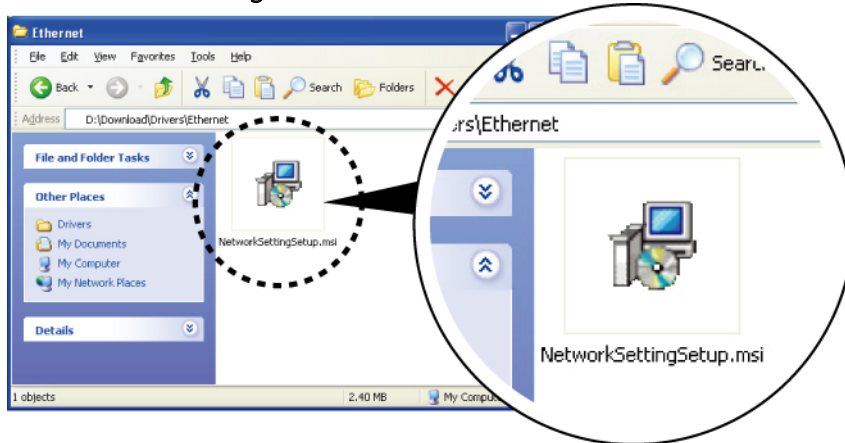 Ethernet
File Edit View Favorites Tools Help
Back Search Folders
Address D:\Download\Drivers\Ethernet
File and Folder Tasks
Other Places
Drivers
My Documents
My Computer
My Network Places
Details
NetworkSettingSetup.msi
1 objects 2.40 MB My Compu
Searc
rs\Ethernet
NetworkSettingSetup.msi